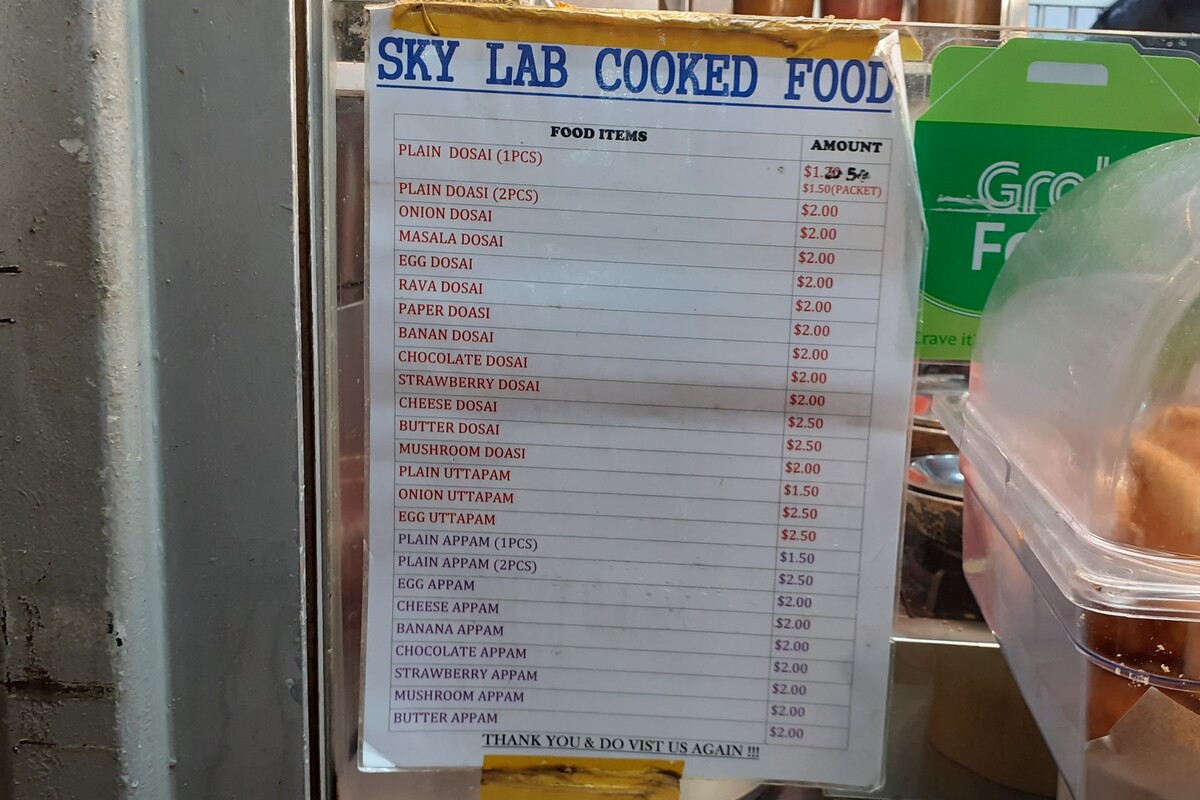 SKY LAB COOKED FOOD
FOOD ITEMS AMOUNT
PLAIN DOSAI (1PCS) $1.20 50
$1.50(PACKET)
PLAIN DOASI (2PCS) $2.00
ONION DOSAI $2.00
MASALA DOSAI $2.00
EGG DOSAI $2.00
RAVA DOSAI $2.00
PAPER DOASI $2.00
BANAN DOSAI $2.00
CHOCOLATE DOSAI $2.00
STRAWBERRY DOSAI $2.00
CHEESE DOSAI $2.50
BUTTER DOSAI $2.50
MUSHROOM DOASI $2.00
PLAIN UTTAPAM $1.50
ONION UTTAPAM $2.50
EGG UTTAPAM $2.50
PLAIN APPAM (1PCS) $1.50
PLAIN APPAM (2PCS) $2.50
EGG APPAM $2.00
CHEESE APPAM $2.00
BANANA APPAM $2.00
CHOCOLATE APPAM $2.00
STRAWBERRY APPAM $2.00
MUSHROOM APPAM $2.00
BUTTER APPAM $2.00
THANK YOU & DO VIST US AGAIN !!!